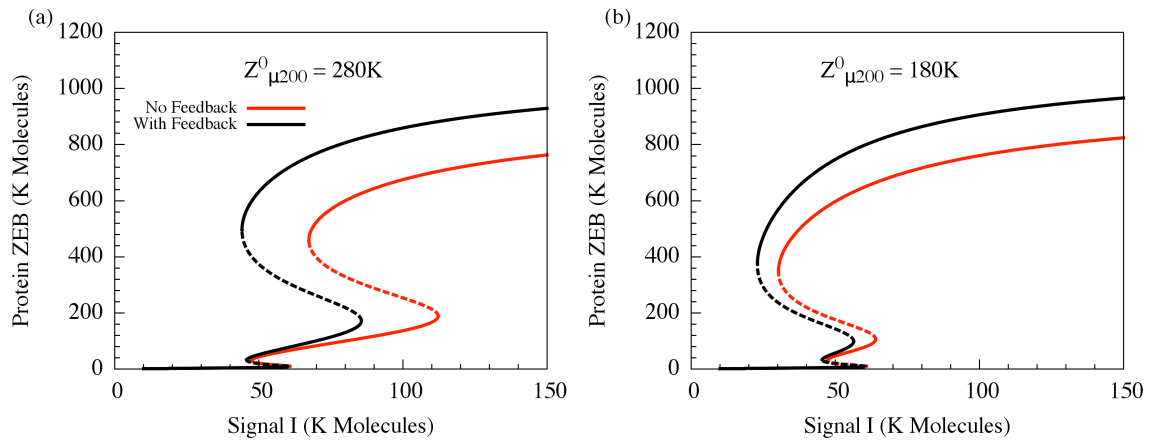 (a)
Protein ZEB (K Molecules)
1200
1000
800
600
400
200
0
Z⁰μ200 = 280K
No Feedback
With Feedback
0 50 100 150
Signal I (K Molecules)
(b)
Protein ZEB (K Molecules)
1200
1000
800
600
400
200
0
Z⁰μ200 = 180K
0 50 100 150
Signal I (K Molecules)